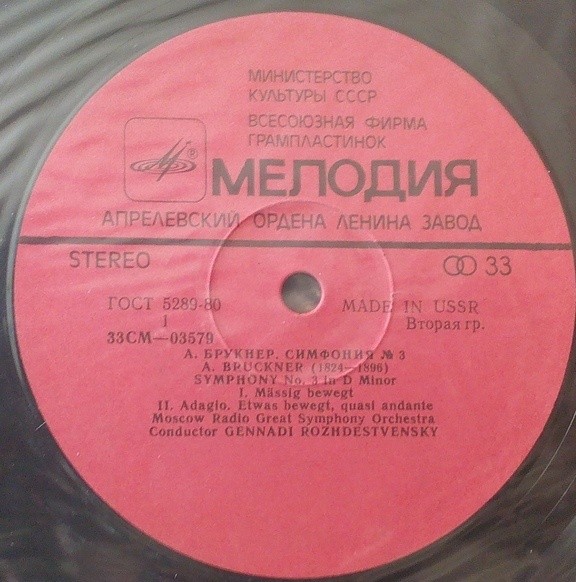 МИНИСТЕРСТВО
КУЛЬТУРЫ СССР
ВСЕСОЮЗНАЯ ФИРМА
ГРАМПЛАСТИНОК
®
МЕЛОДИЯ
АПРЕЛЕВСКИЙ ОРДЕНА ЛЕНИНА ЗАВОД
STEREO
33
ГОСТ 5289-80
MADE IN USSR
1
Вторая гр.
33СМ—03579
А. БРУКНЕР. СИМФОНИЯ № 3
A. BRUCKNER (1824—1896)
SYMPHONY No. 3 in D Minor
I. Mässig bewegt
II. Adagio. Etwas bewegt, quasi andante
Moscow Radio Great Symphony Orchestra
Conductor GENNADI ROZHDESTVENSKY